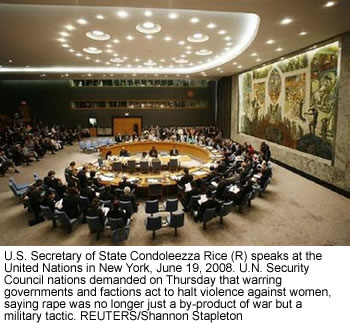 U.S. Secretary of State Condoleezza Rice (R) speaks at the
United Nations in New York, June 19, 2008. U.N. Security
Council nations demanded on Thursday that warring
governments and factions act to halt violence against women,
saying rape was no longer just a by-product of war but a
military tactic. REUTERS/Shannon Stapleton